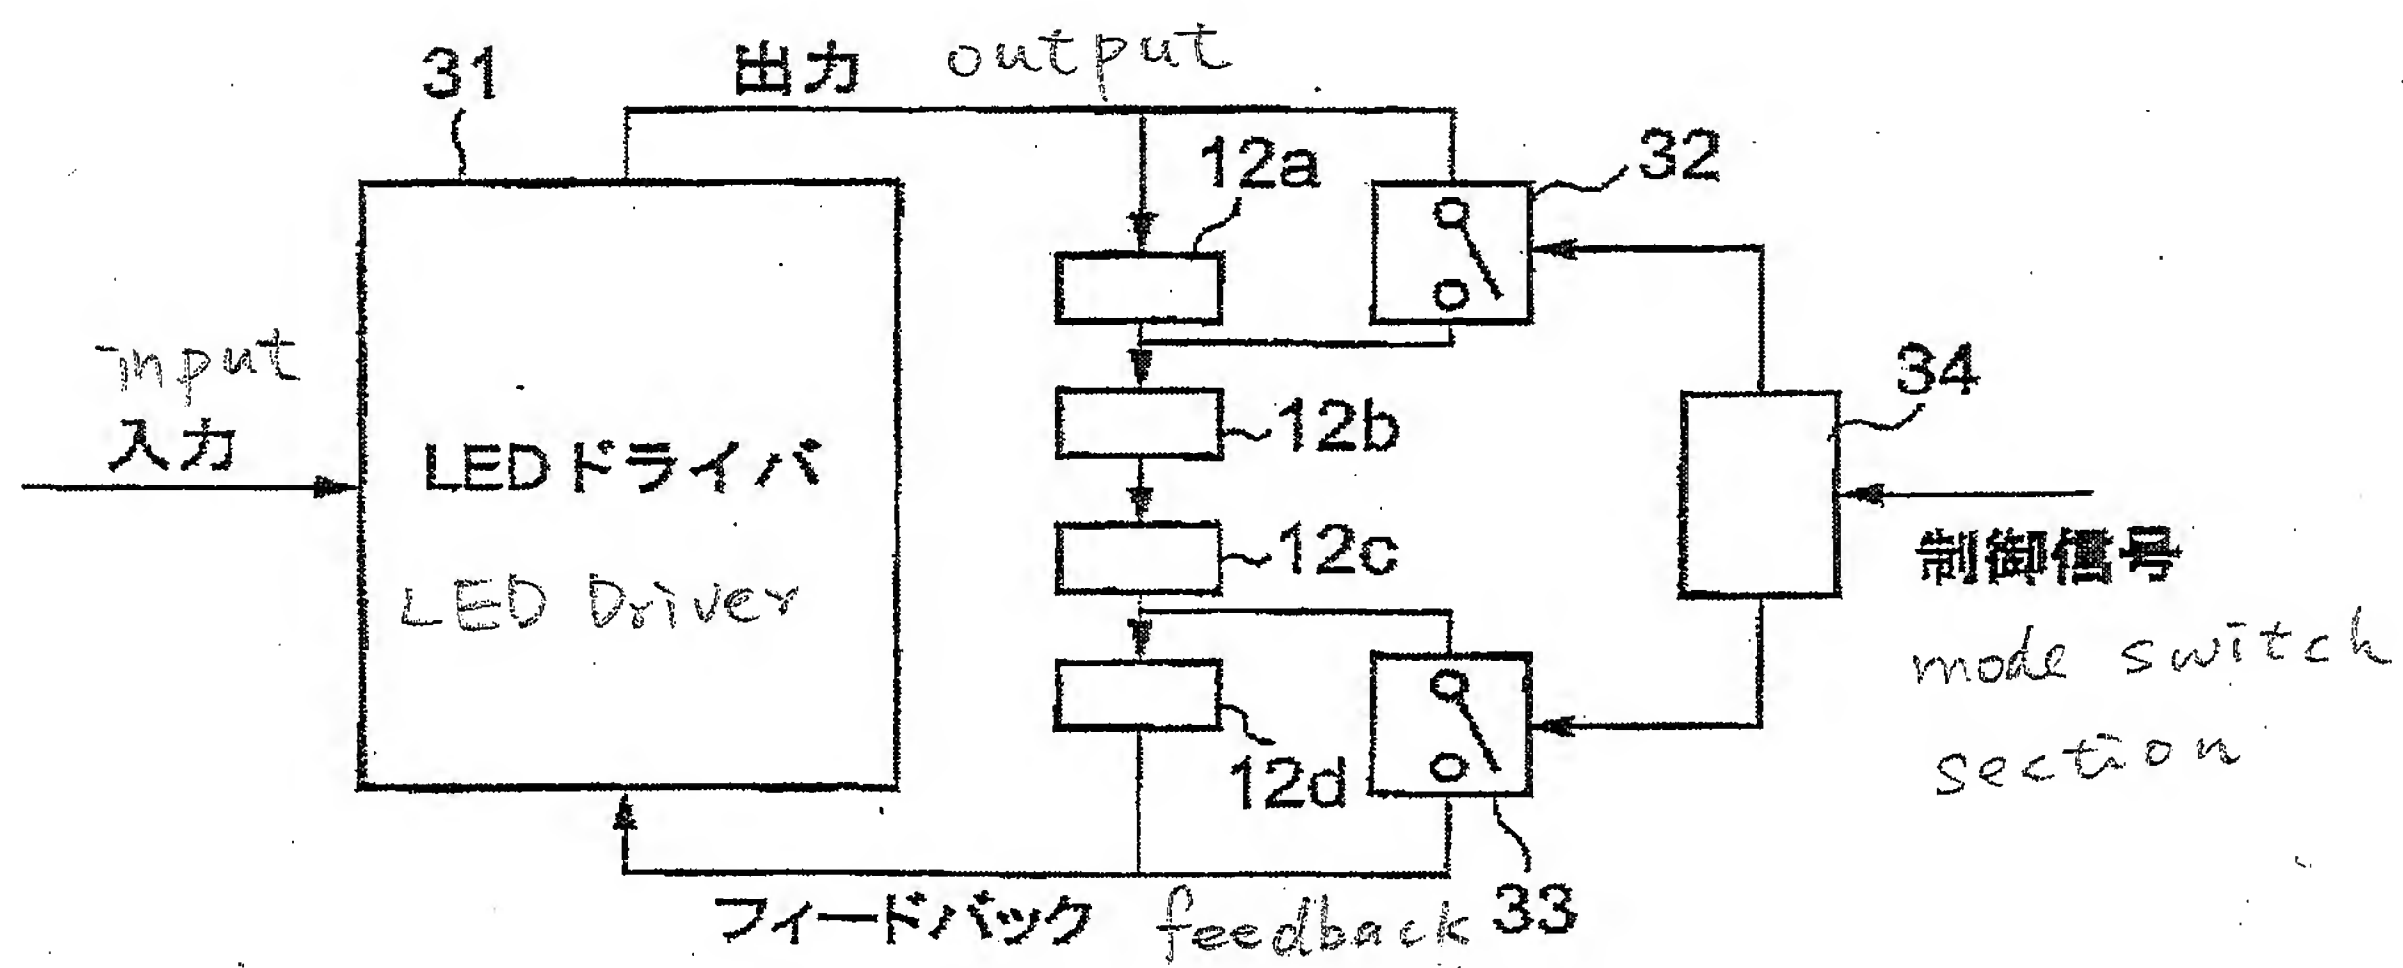 31
出力 output
12a
32
input
入力
LEDドライバ
LED Driver
12b
34
12c
制御信号
mode switch
section
12d
フィードバック feedback
33